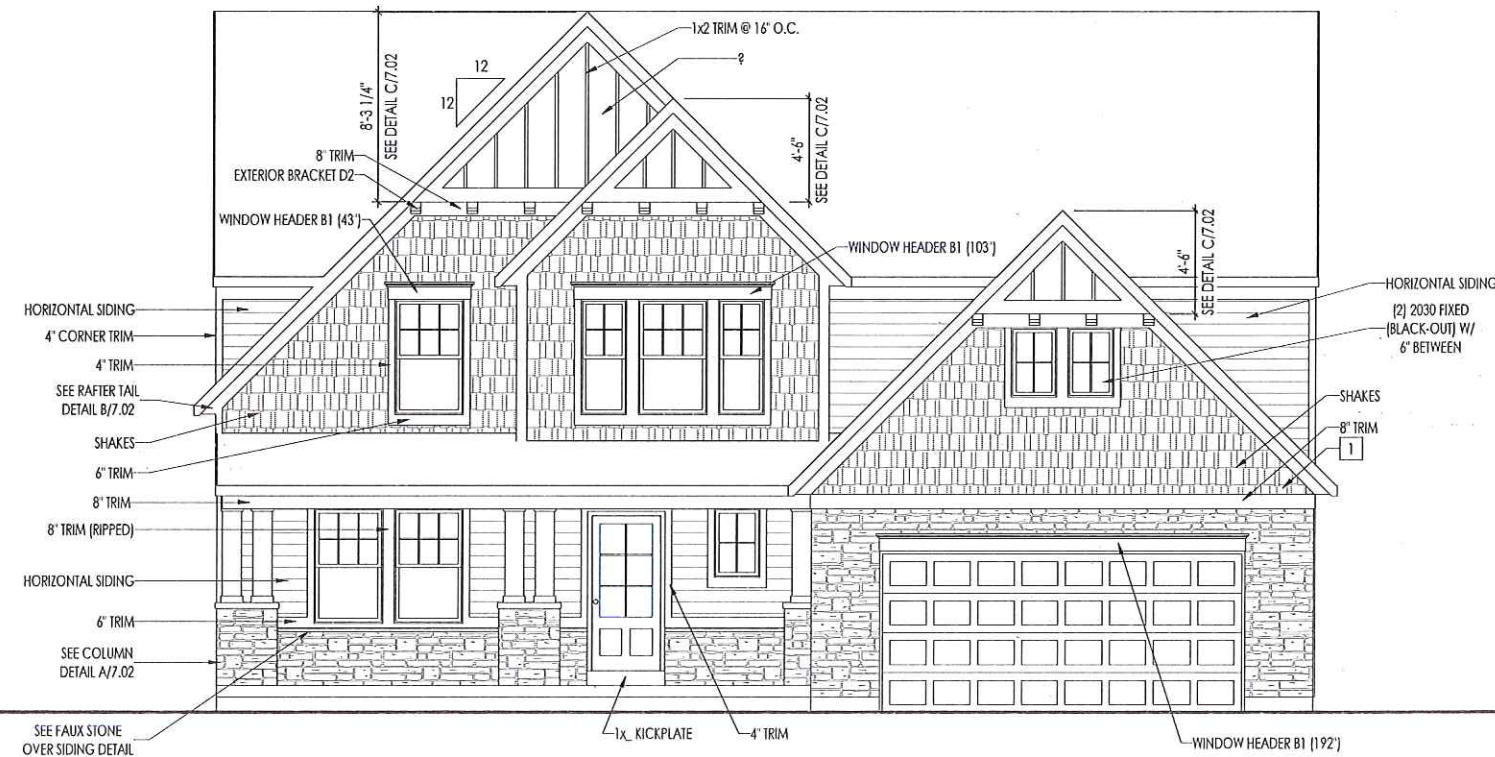 1x2 TRIM @ 16" O.C.
?
12
12
8'-3 1/4"
SEE DETAIL C/7.02
4'-6"
SEE DETAIL C/7.02
8" TRIM
EXTERIOR BRACKET D2
WINDOW HEADER B1 (43")
WINDOW HEADER B1 (103")
4'-6"
SEE DETAIL C/7.02
HORIZONTAL SIDING
(2) 2030 FIXED
(BLACK-OUT) W/
6" BETWEEN
HORIZONTAL SIDING
4" CORNER TRIM
4" TRIM
SEE RAFTER TAIL
DETAIL B/7.02
SHAKES
6" TRIM
SHAKES
8" TRIM
1
8" TRIM
8" TRIM (RIPPED)
HORIZONTAL SIDING
6" TRIM
SEE COLUMN
DETAIL A/7.02
SEE FAUX STONE
OVER SIDING DETAIL
1x_ KICKPLATE
4" TRIM
WINDOW HEADER B1 (192")